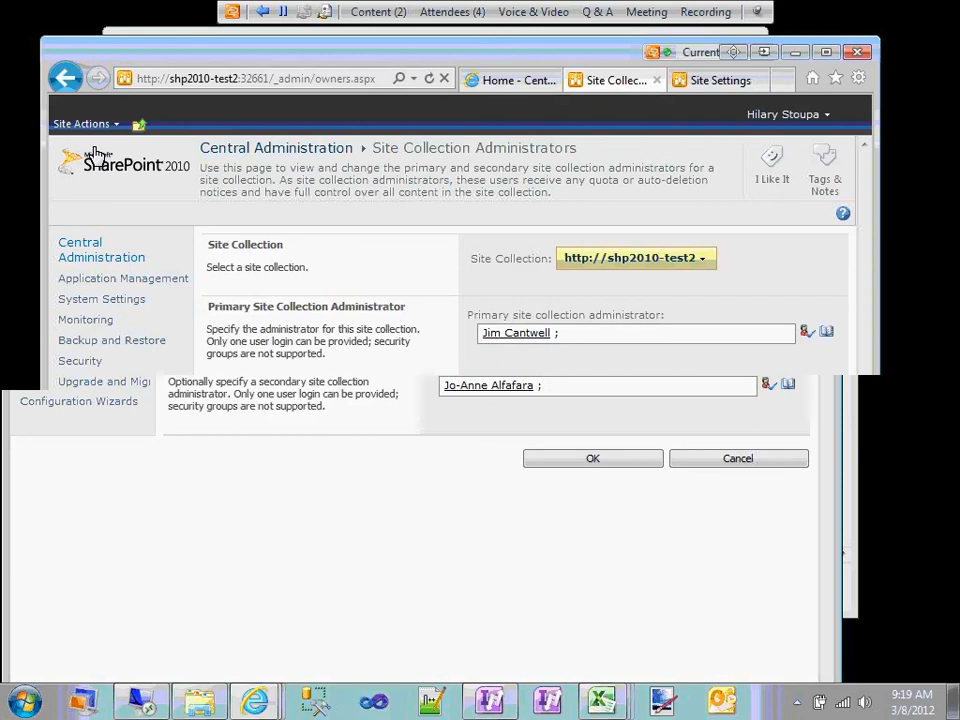 Content (2) Attendees (4) Voice & Video Q & A Meeting Recording
Current
http://shp2010-test2:32661/_admin/owners.aspx
Home - Cent...
Site Collec...
Site Settings
Site Actions
Hilary Stoupa
Microsoft SharePoint 2010
Central Administration Site Collection Administrators
Use this page to view and change the primary and secondary site collection administrators for a
site collection. As site collection administrators, these users receive any quota or auto-deletion
notices and have full control over all content in the site collection.
I Like It
Tags &
Notes
Central
Administration
Application Management
System Settings
Monitoring
Backup and Restore
Security
Upgrade and Mig
Configuration Wizards
Site Collection
Select a site collection.
Site Collection: http://shp2010-test2
Primary Site Collection Administrator
Specify the administrator for this site collection.
Only one user login can be provided; security
groups are not supported.
Primary site collection administrator:
Jim Cantwell ;
Optionally specify a secondary site collection
administrator. Only one user login can be provided;
security groups are not supported.
Jo-Anne Alfafara ;
OK
Cancel
9:19 AM
3/8/2012